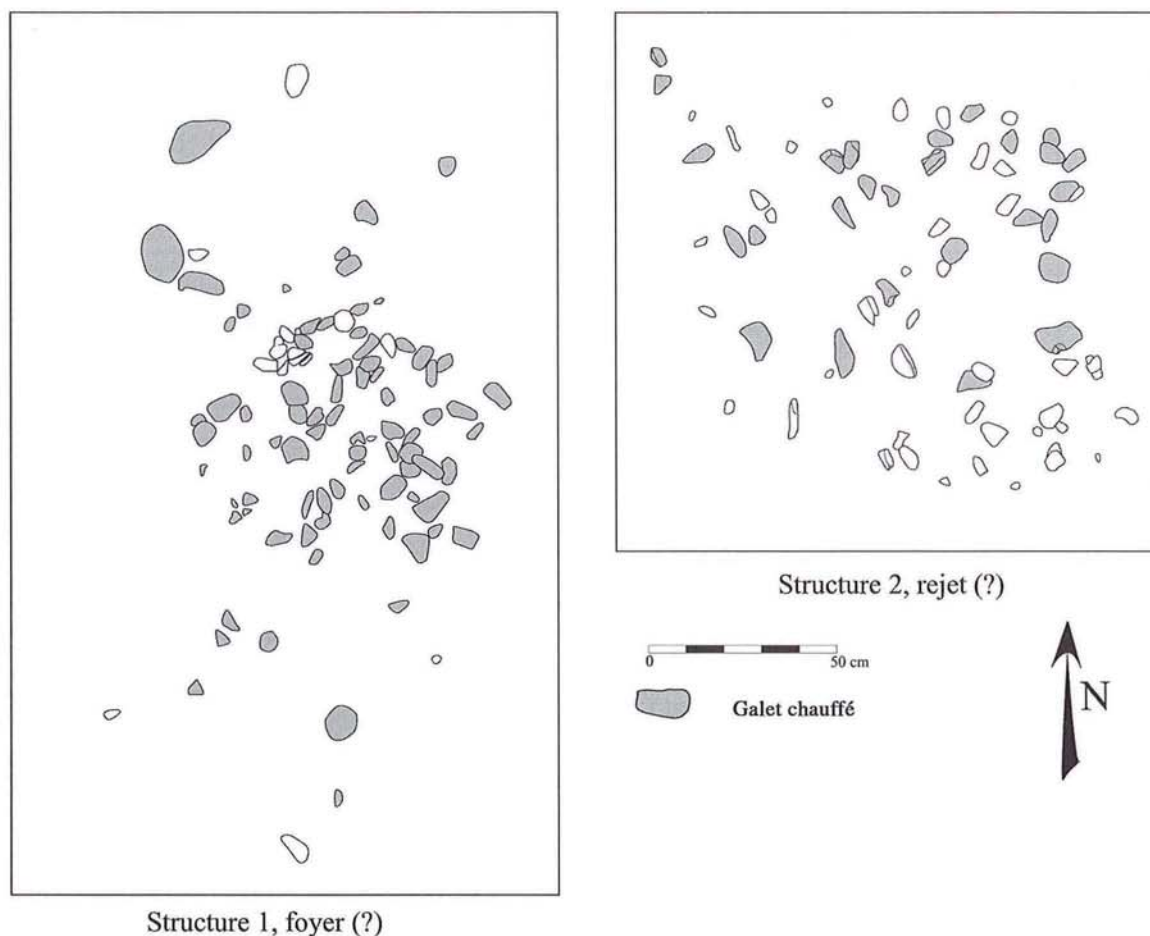 Structure 1, foyer (?)
Structure 2, rejet (?)
0 50 cm
Galet chauffé
N